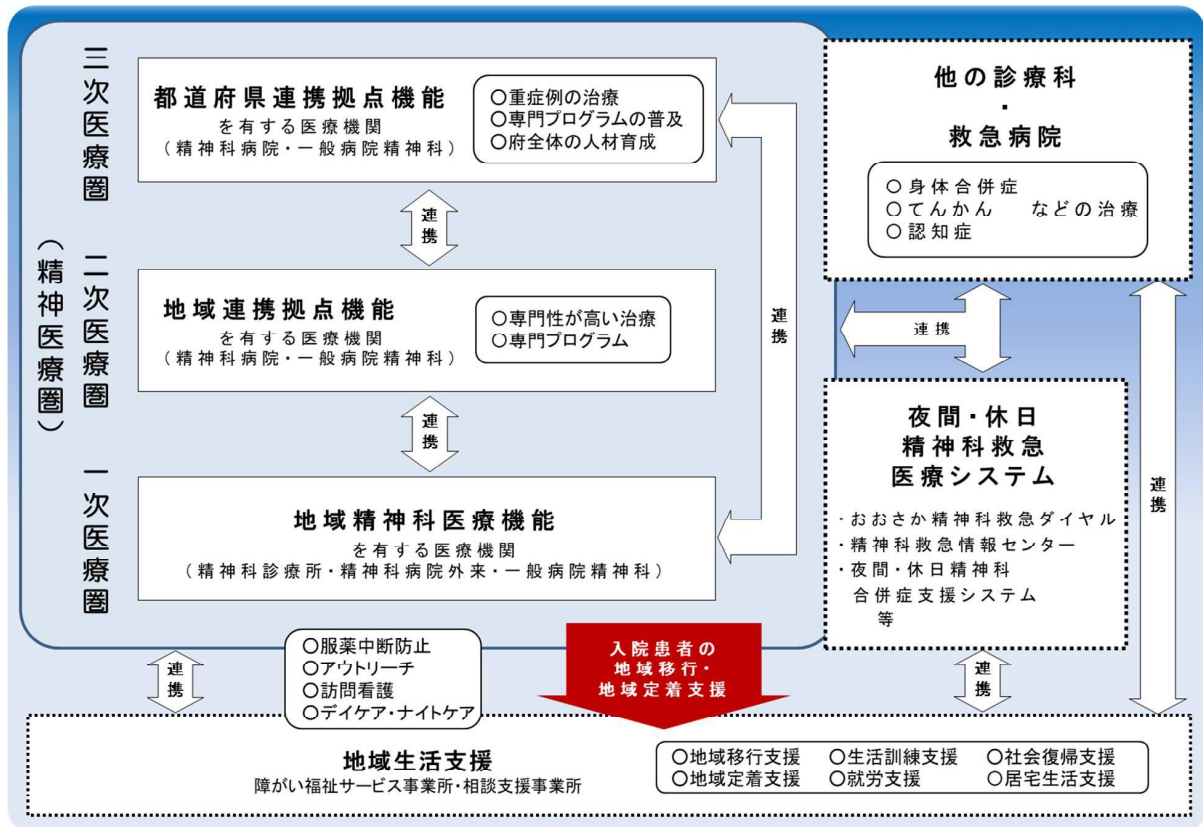 三次医療圏
二次医療圏
（精神医療圏）
一次医療圏
都道府県連携拠点機能
を有する医療機関
（精神科病院・一般病院精神科）
○重症例の治療
○専門プログラムの普及
○府全体の人材育成
連携
地域連携拠点機能
を有する医療機関
（精神科病院・一般病院精神科）
○専門性が高い治療
○専門プログラム
連携
地域精神科医療機能
を有する医療機関
（精神科診療所・精神科病院外来・一般病院精神科）
連携
他の診療科
・
救急病院
○身体合併症
○てんかん などの治療
○認知症
連携
夜間・休日
精神科救急
医療システム
・おおさか精神科救急ダイヤル
・精神科救急情報センター
・夜間・休日精神科
合併症支援システム
等
連携
連携
○服薬中断防止
○アウトリーチ
○訪問看護
○デイケア・ナイトケア
入院患者の
地域移行・
地域定着支援
連携
連携
地域生活支援
障がい福祉サービス事業所・相談支援事業所
○地域移行支援 ○生活訓練支援 ○社会復帰支援
○地域定着支援 ○就労支援 ○居宅生活支援